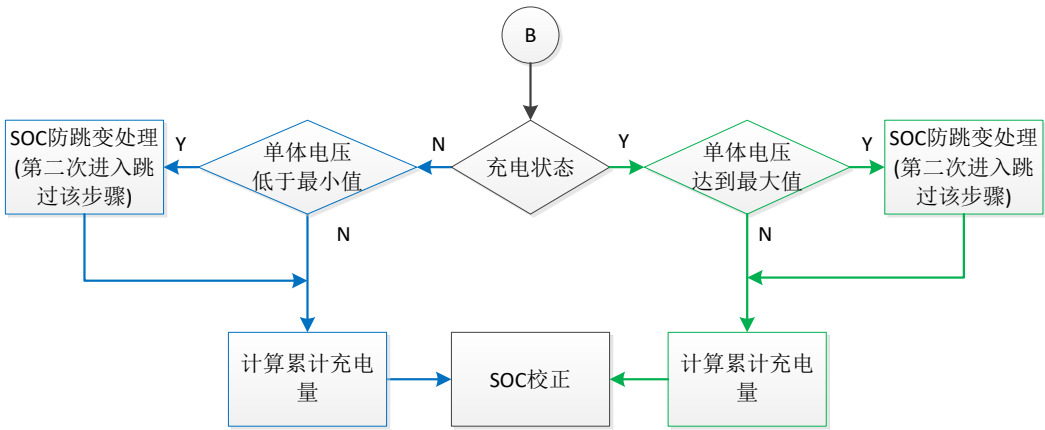 B
SOC防跳变处理
(第二次进入跳
过该步骤)
Y
单体电压
低于最小值
N
充电状态
Y
单体电压
达到最大值
Y
SOC防跳变处理
(第二次进入跳
过该步骤)
N
N
计算累计充电
量
SOC校正
计算累计充电
量